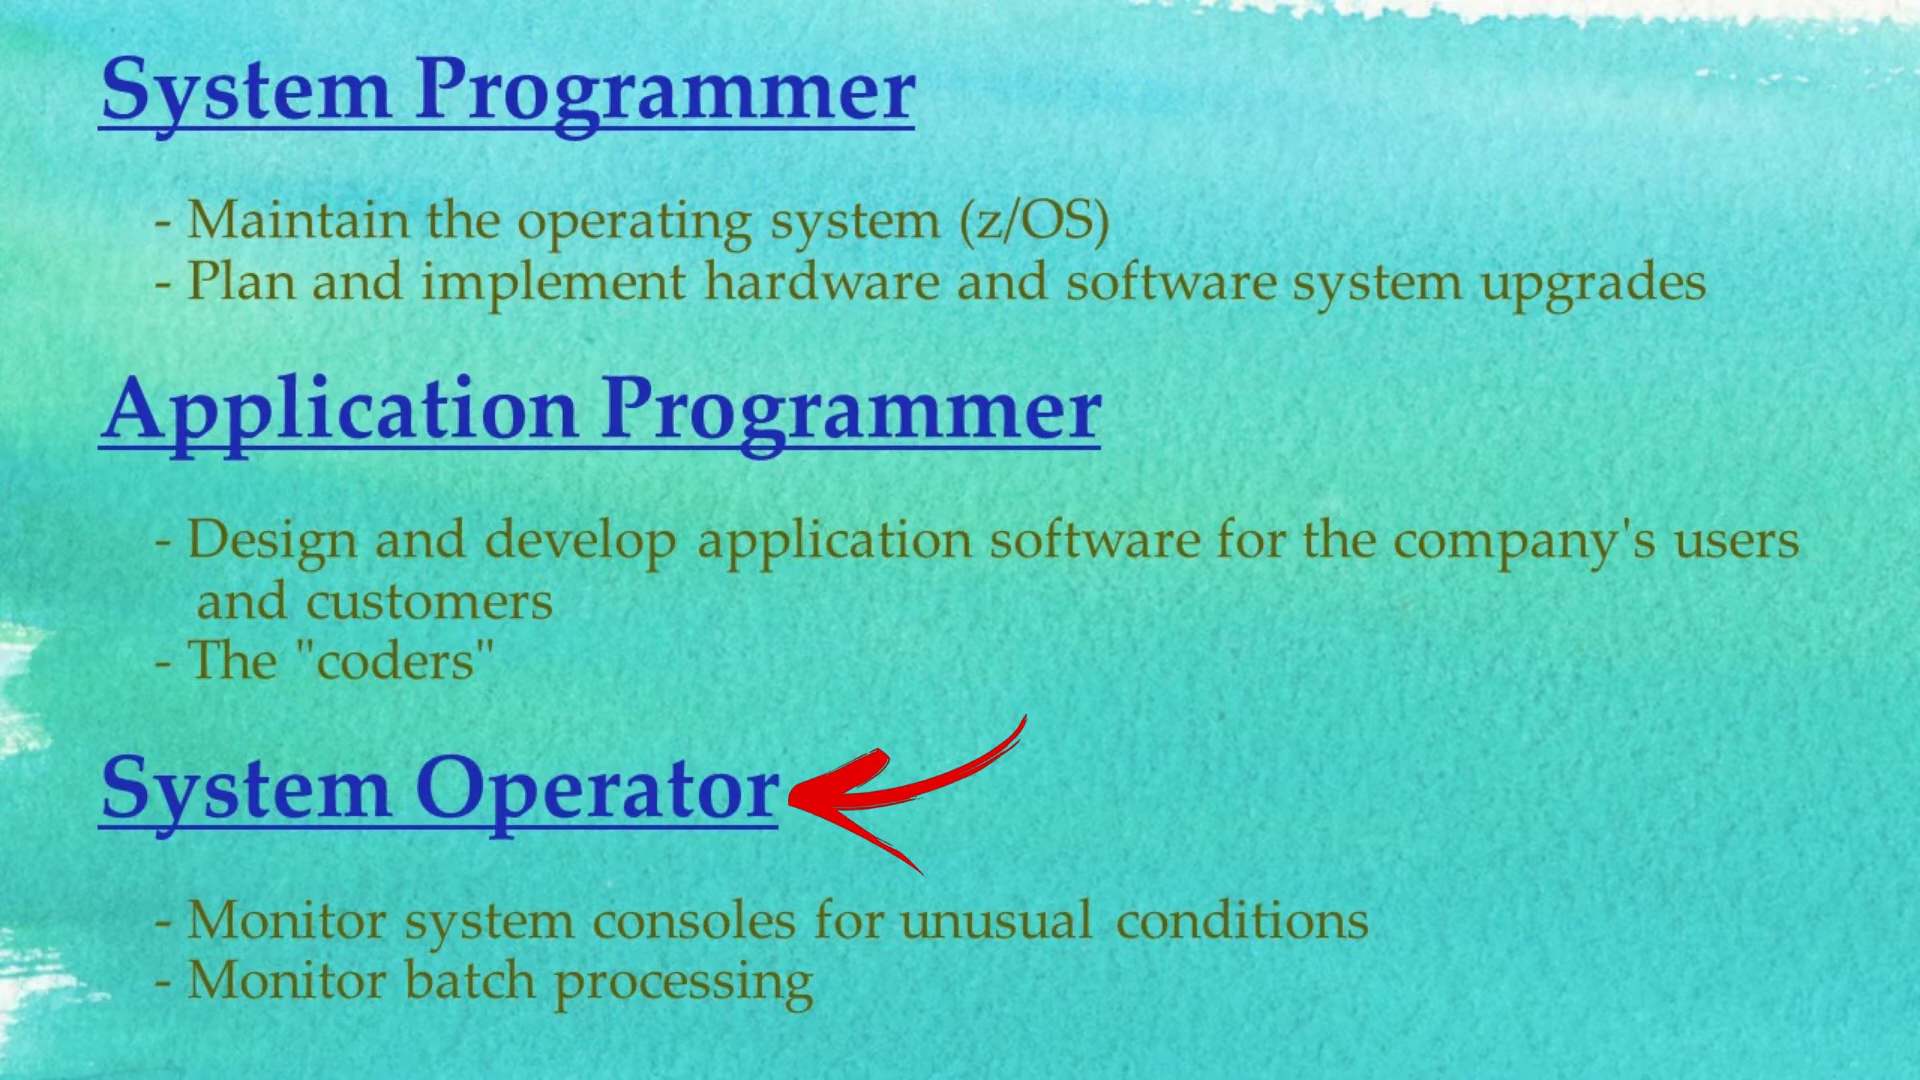 System Programmer
- Maintain the operating system (z/OS)
- Plan and implement hardware and software system upgrades
Application Programmer
- Design and develop application software for the company's users
and customers
- The "coders"
System Operator
- Monitor system consoles for unusual conditions
- Monitor batch processing